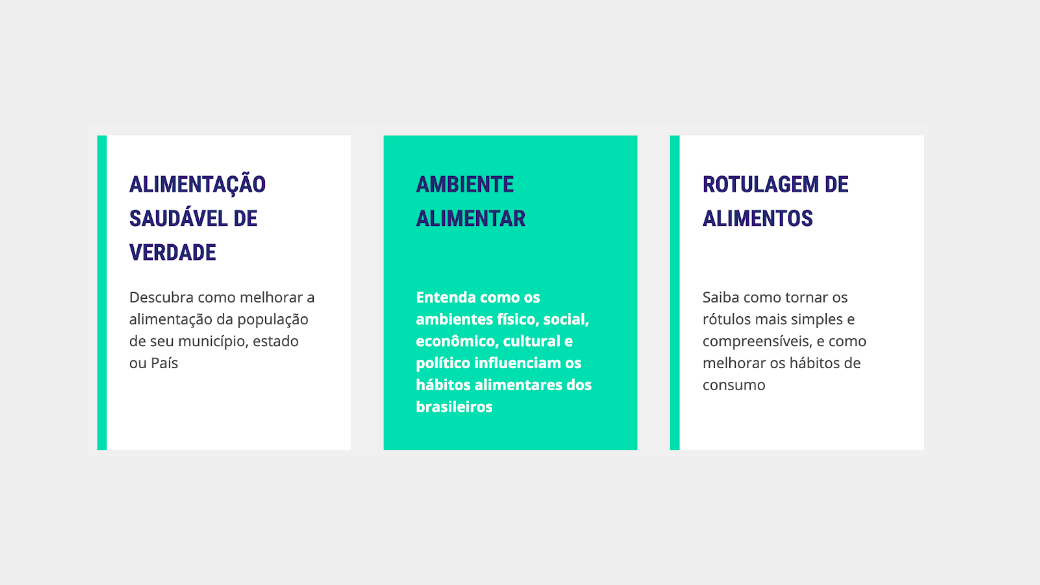 ALIMENTAÇÃO
SAUDÁVEL DE
VERDADE
Descubra como melhorar a
alimentação da população
de seu município, estado
ou País
AMBIENTE
ALIMENTAR
Entenda como os
ambientes físico, social,
econômico, cultural e
político influenciam os
hábitos alimentares dos
brasileiros
ROTULAGEM DE
ALIMENTOS
Saiba como tornar os
rótulos mais simples e
compreensíveis, e como
melhorar os hábitos de
consumo